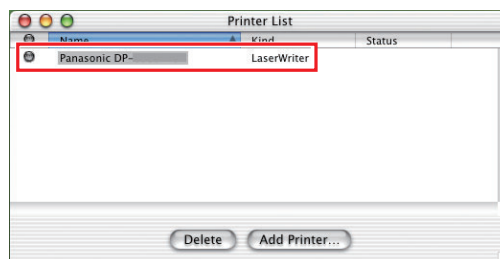 Printer List
Name Kind Status
Panasonic DP- LaserWriter
Delete Add Printer...